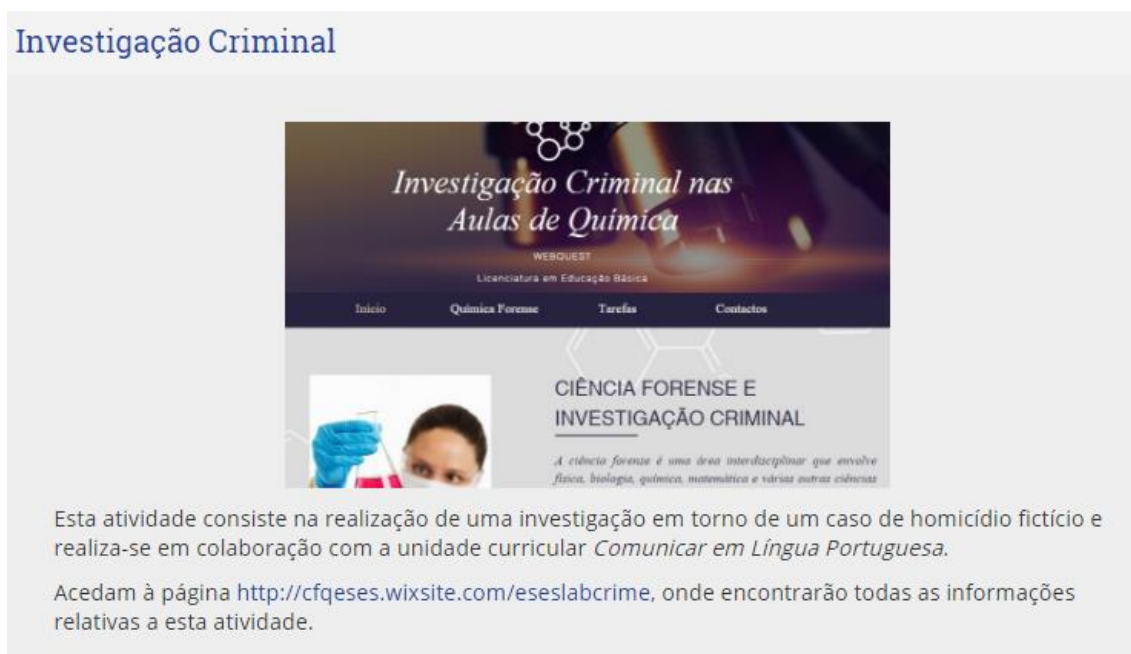 Investigação Criminal
Investigação Criminal nas
Aulas de Química
WEBQUEST
Licenciatura em Educação Básica
Início Química Forense Tarefas Contactos
CIÊNCIA FORENSE E
INVESTIGAÇÃO CRIMINAL
A ciência forense é uma área interdisciplinar que envolve
física, biologia, química, matemática e várias outras ciências
Esta atividade consiste na realização de uma investigação em torno de um caso de homicídio fictício e
realiza-se em colaboração com a unidade curricular Comunicar em Língua Portuguesa.
Acedam à página http://cfqeses.wixsite.com/eseslabcrime, onde encontrarão todas as informações
relativas a esta atividade.